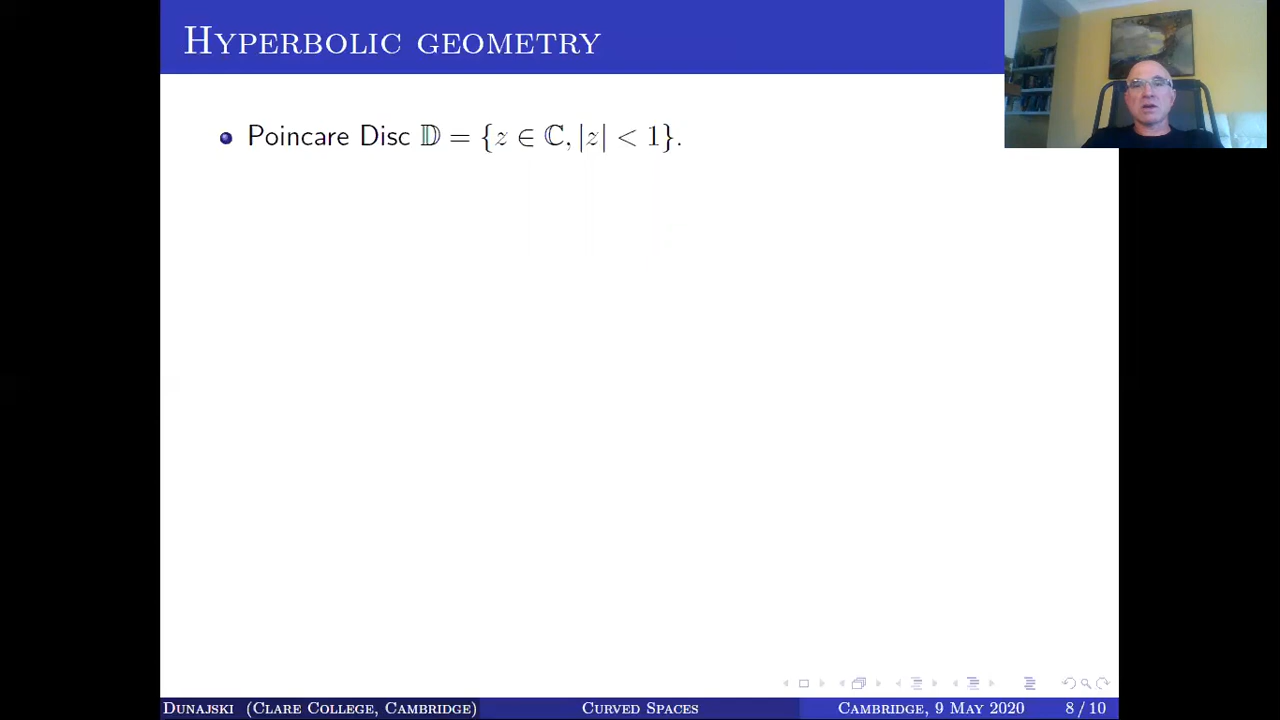 Hyperbolic geometry
Poincare Disc 𝔻 = {z ∈ ℂ, |z| < 1}.
Dunajski (Clare College, Cambridge) Curved Spaces Cambridge, 9 May 2020 8 / 10